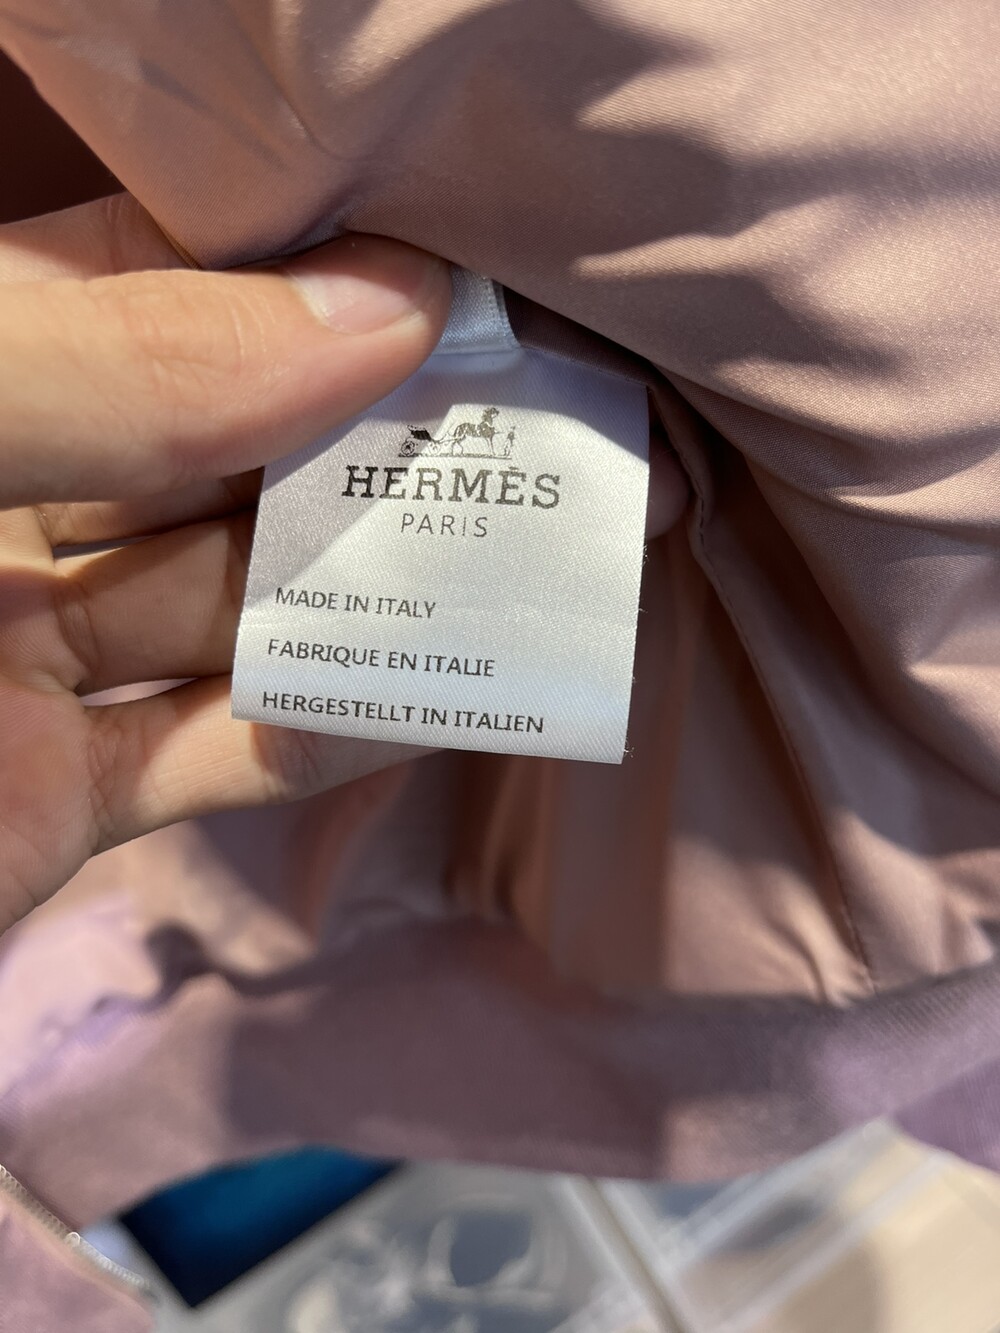 HERMÈS
PARIS
MADE IN ITALY
FABRIQUE EN ITALIE
HERGESTELLT IN ITALIEN